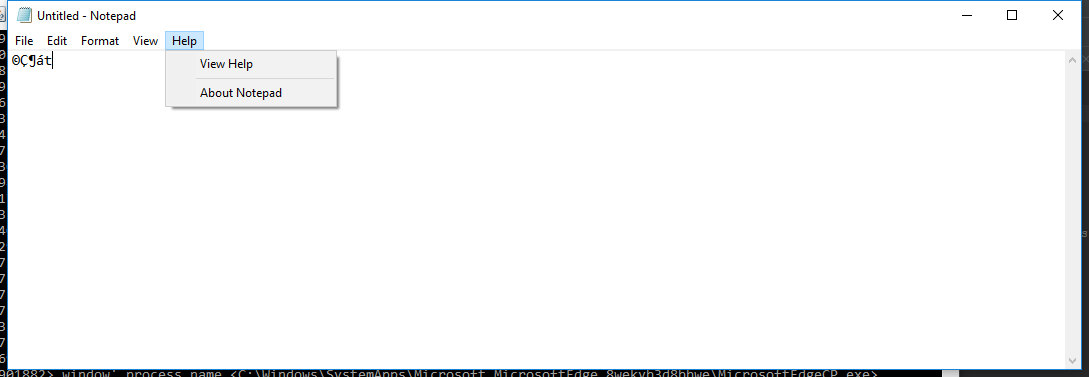 Untitled - Notepad
File Edit Format View Help
©Ç¶át
View Help
About Notepad
001882> window' process name <C:\Windows\SystemApps\Microsoft.MicrosoftEdge_8wekyb3d8bbwe\MicrosoftEdgeCP.exe>